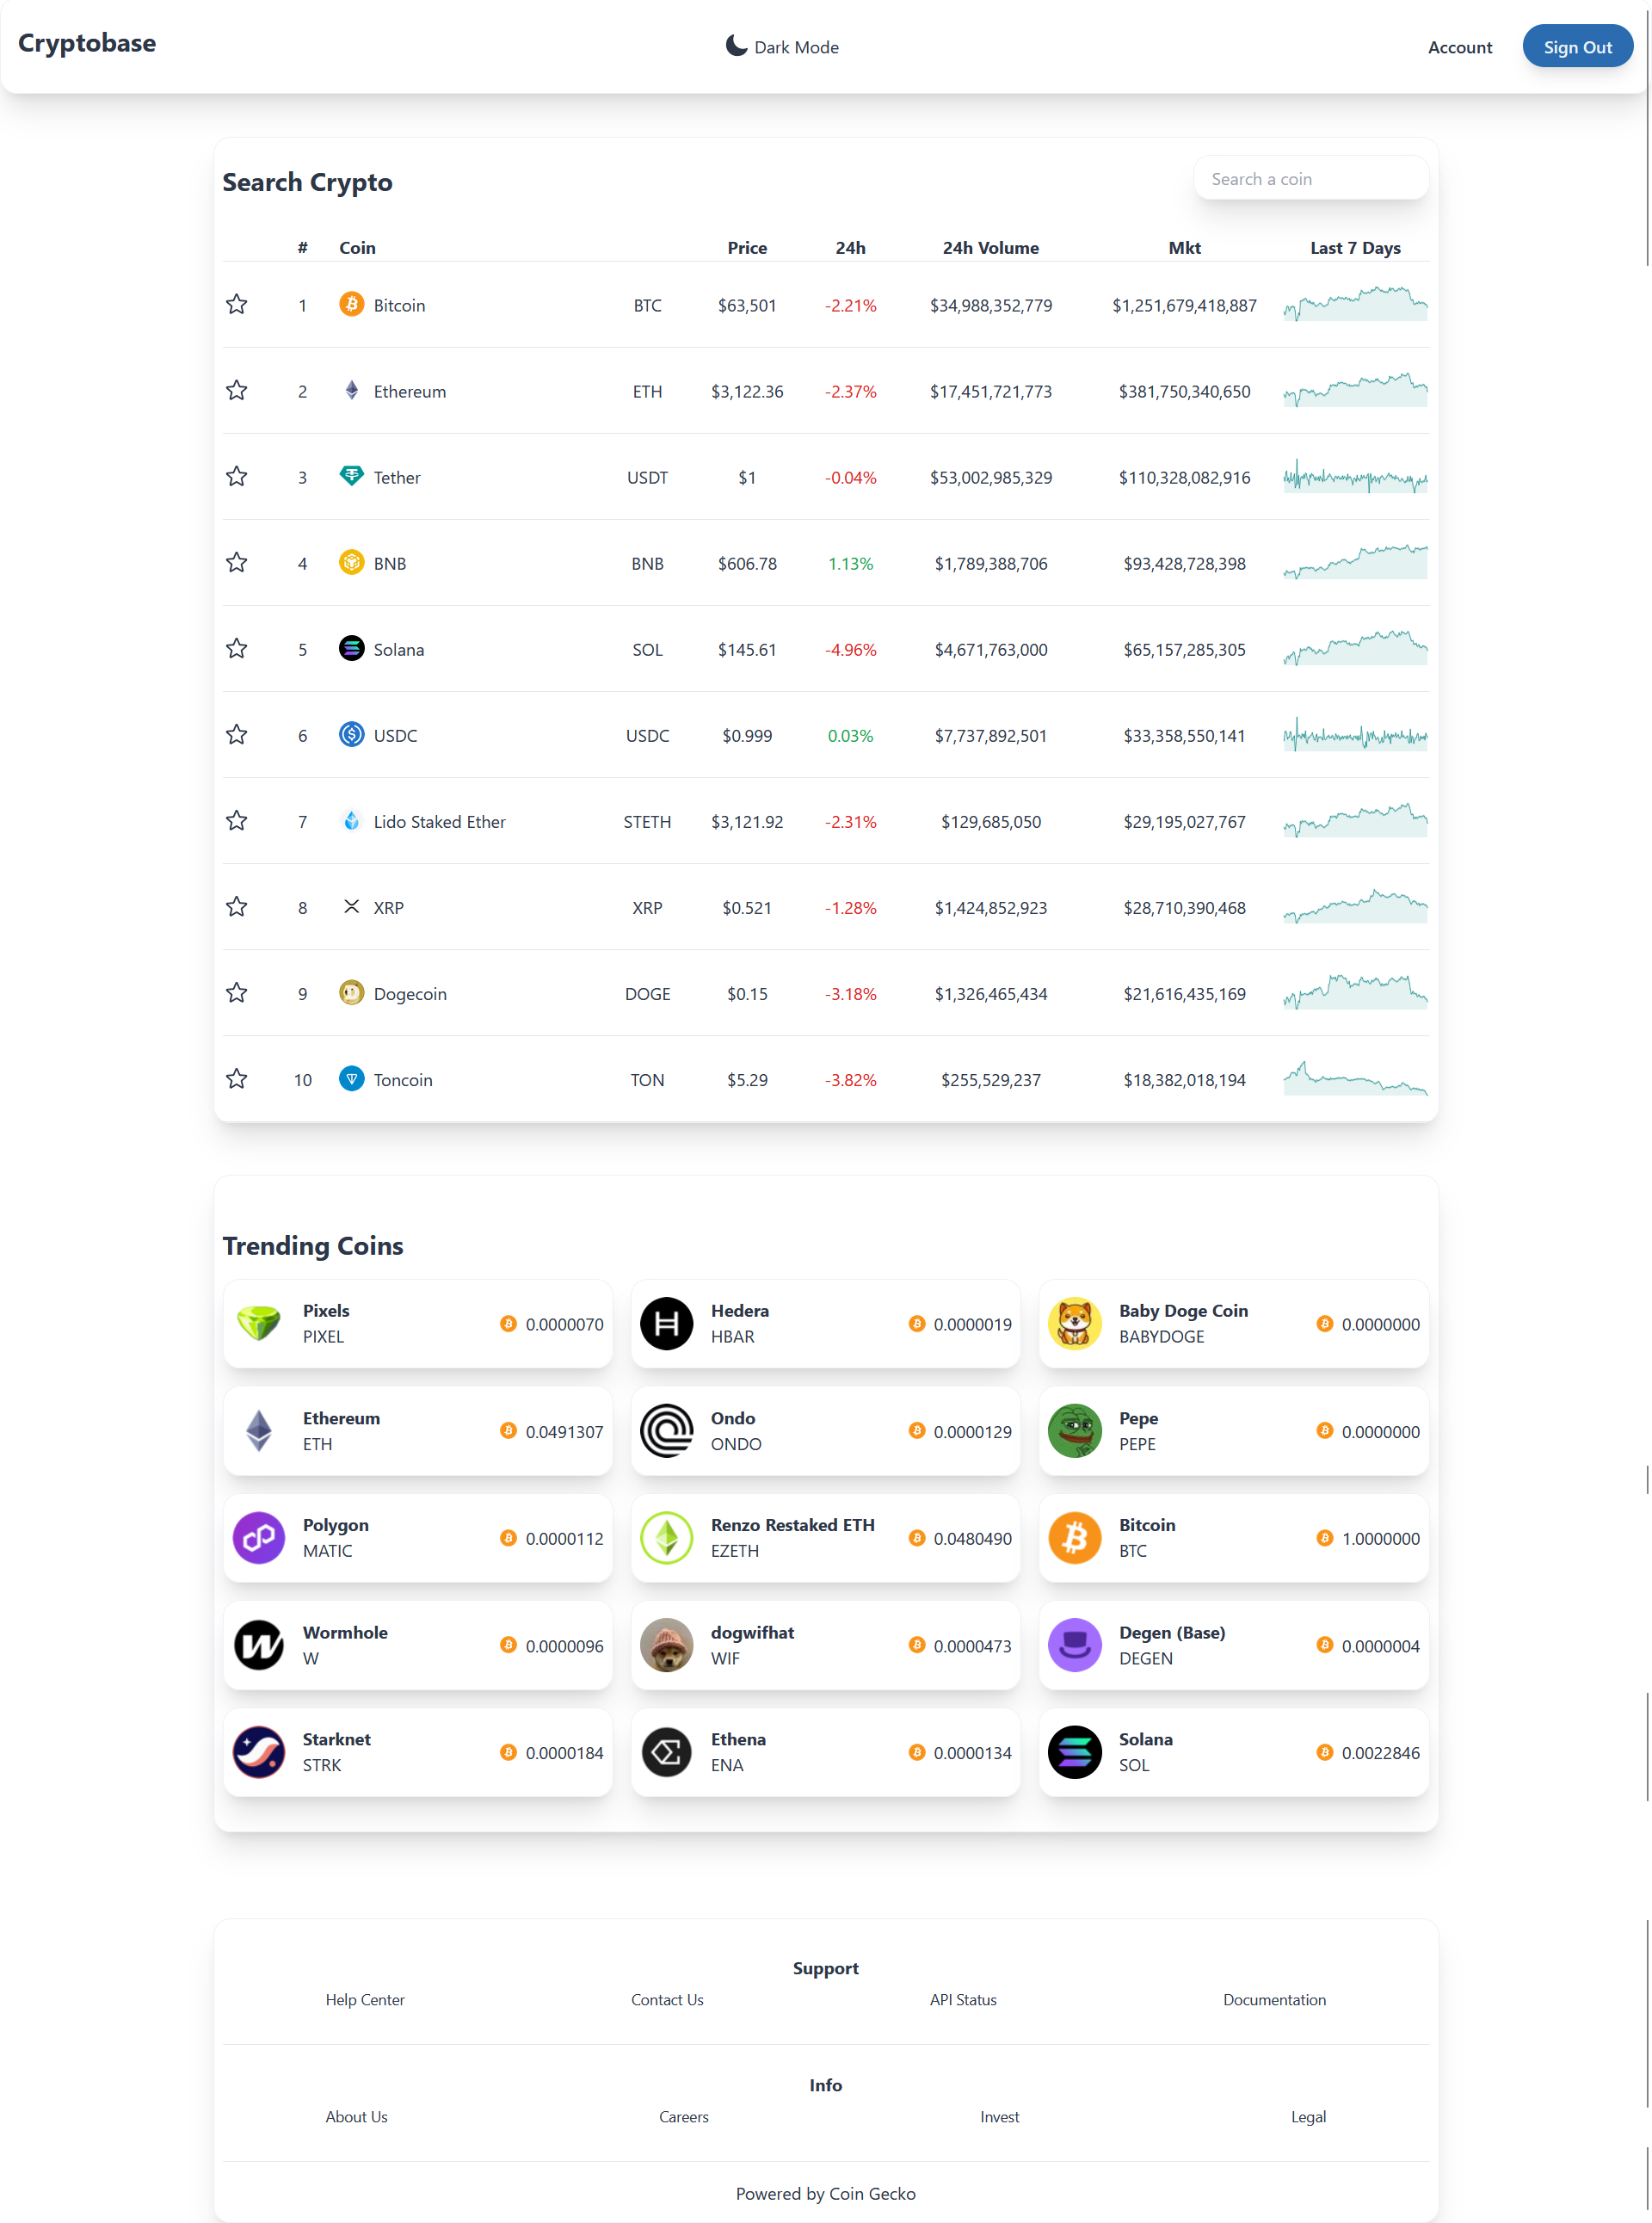 Cryptobase
Dark Mode
Account
Sign Out
Search Crypto
Search a coin
# Coin Price 24h 24h Volume Mkt Last 7 Days
1 Bitcoin BTC $63,501 -2.21% $34,988,352,779 $1,251,679,418,887
2 Ethereum ETH $3,122.36 -2.37% $17,451,721,773 $381,750,340,650
3 Tether USDT $1 -0.04% $53,002,985,329 $110,328,082,916
4 BNB BNB $606.78 1.13% $1,789,388,706 $93,428,728,398
5 Solana SOL $145.61 -4.96% $4,671,763,000 $65,157,285,305
6 USDC USDC $0.999 0.03% $7,737,892,501 $33,358,550,141
7 Lido Staked Ether STETH $3,121.92 -2.31% $129,685,050 $29,195,027,767
8 XRP XRP $0.521 -1.28% $1,424,852,923 $28,710,390,468
9 Dogecoin DOGE $0.15 -3.18% $1,326,465,434 $21,616,435,169
10 Toncoin TON $5.29 -3.82% $255,529,237 $18,382,018,194
Trending Coins
Pixels
PIXEL
0.0000070
Hedera
HBAR
0.0000019
Baby Doge Coin
BABYDOGE
0.0000000
Ethereum
ETH
0.0491307
Ondo
ONDO
0.0000129
Pepe
PEPE
0.0000000
Polygon
MATIC
0.0000112
Renzo Restaked ETH
EZETH
0.0480490
Bitcoin
BTC
1.0000000
Wormhole
W
0.0000096
dogwifhat
WIF
0.0000473
Degen (Base)
DEGEN
0.0000004
Starknet
STRK
0.0000184
Ethena
ENA
0.0000134
Solana
SOL
0.0022846
Support
Help Center Contact Us API Status Documentation
Info
About Us Careers Invest Legal
Powered by Coin Gecko